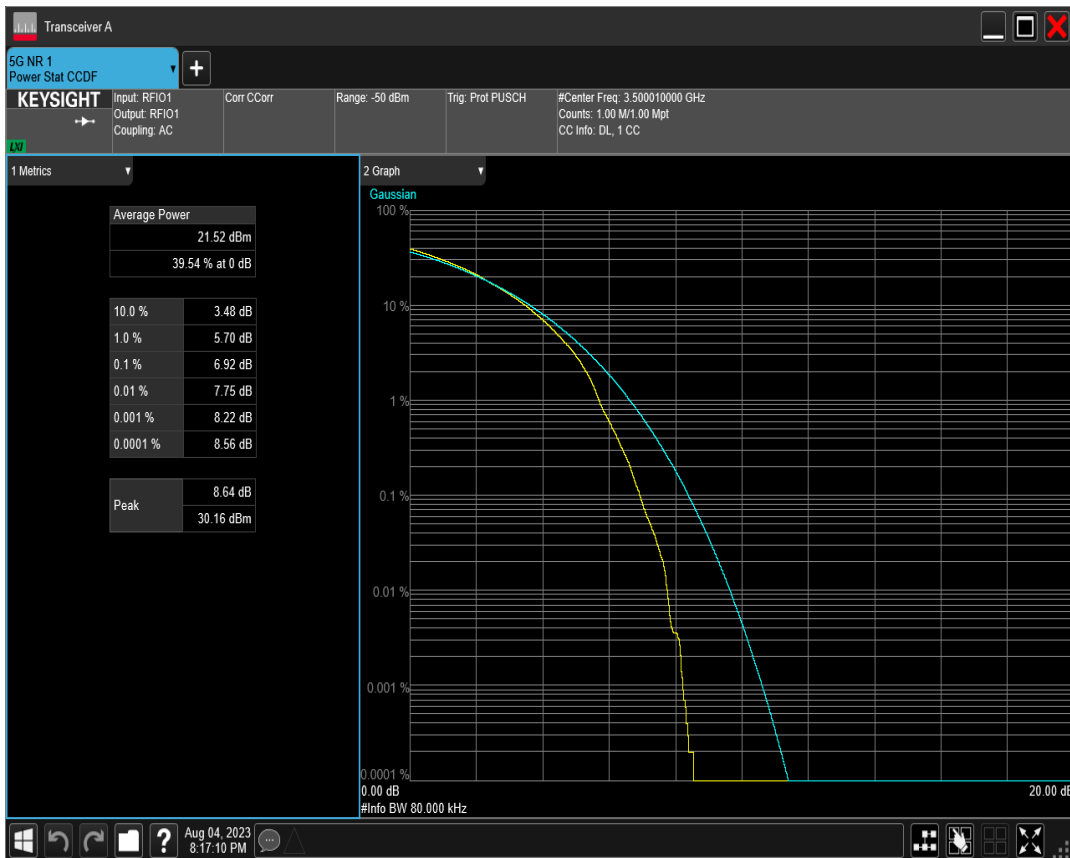 Transceiver A
5G NR 1
Power Stat CCDF
+
KEYSIGHT
LXI
Input: RFIO1
Output: RFIO1
Coupling: AC
Corr CCorr
Range: -50 dBm
Trig: Prot PUSCH
#Center Freq: 3.500010000 GHz
Counts: 1.00 M/1.00 Mpt
CC Info: DL, 1 CC
1 Metrics
Average Power
21.52 dBm
39.54 % at 0 dB
10.0 % 3.48 dB
1.0 % 5.70 dB
0.1 % 6.92 dB
0.01 % 7.75 dB
0.001 % 8.22 dB
0.0001 % 8.56 dB
Peak 8.64 dB
30.16 dBm
2 Graph
Gaussian
100 %
10 %
1 %
0.1 %
0.01 %
0.001 %
0.0001 %
0.00 dB 20.00 dB
#Info BW 80.000 kHz
?
Aug 04, 2023
8:17:10 PM